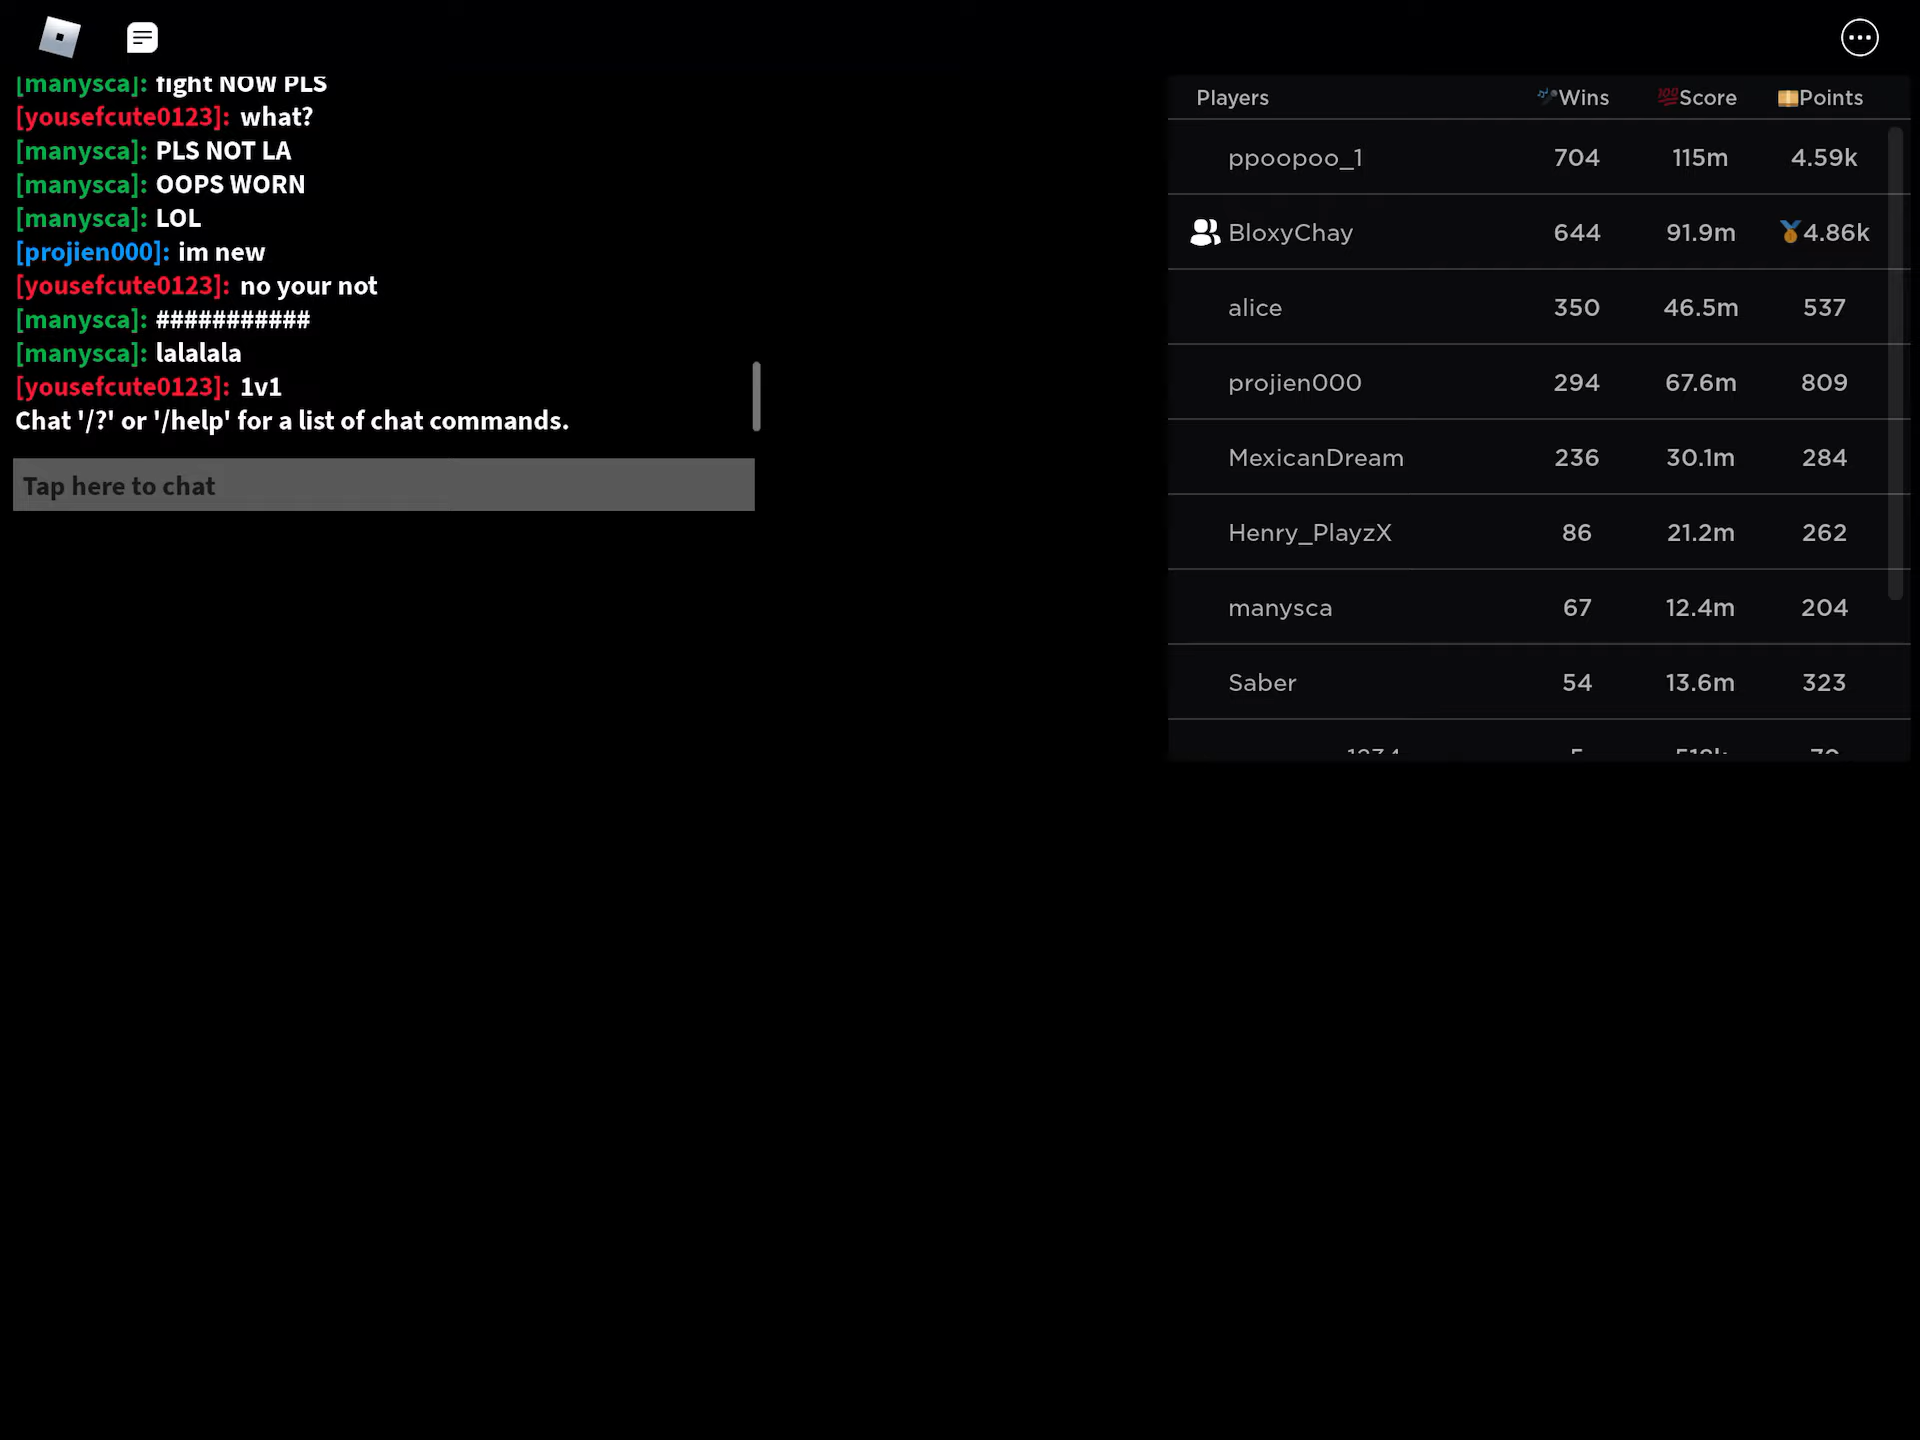 [manysca]: fight NOW PLS
[yousefcute0123]: what?
[manysca]: PLS NOT LA
[manysca]: OOPS WORN
[manysca]: LOL
[projien000]: im new
[yousefcute0123]: no your not
[manysca]: ###########
[manysca]: lalalala
[yousefcute0123]: 1v1
Chat '/?' or '/help' for a list of chat commands.
Tap here to chat
Players 🎤Wins 💯Score 🎫Points
ppoopoo_1 704 115m 4.59k
BloxyChay 644 91.9m 🏅4.86k
alice 350 46.5m 537
projien000 294 67.6m 809
MexicanDream 236 30.1m 284
Henry_PlayzX 86 21.2m 262
manysca 67 12.4m 204
Saber 54 13.6m 323